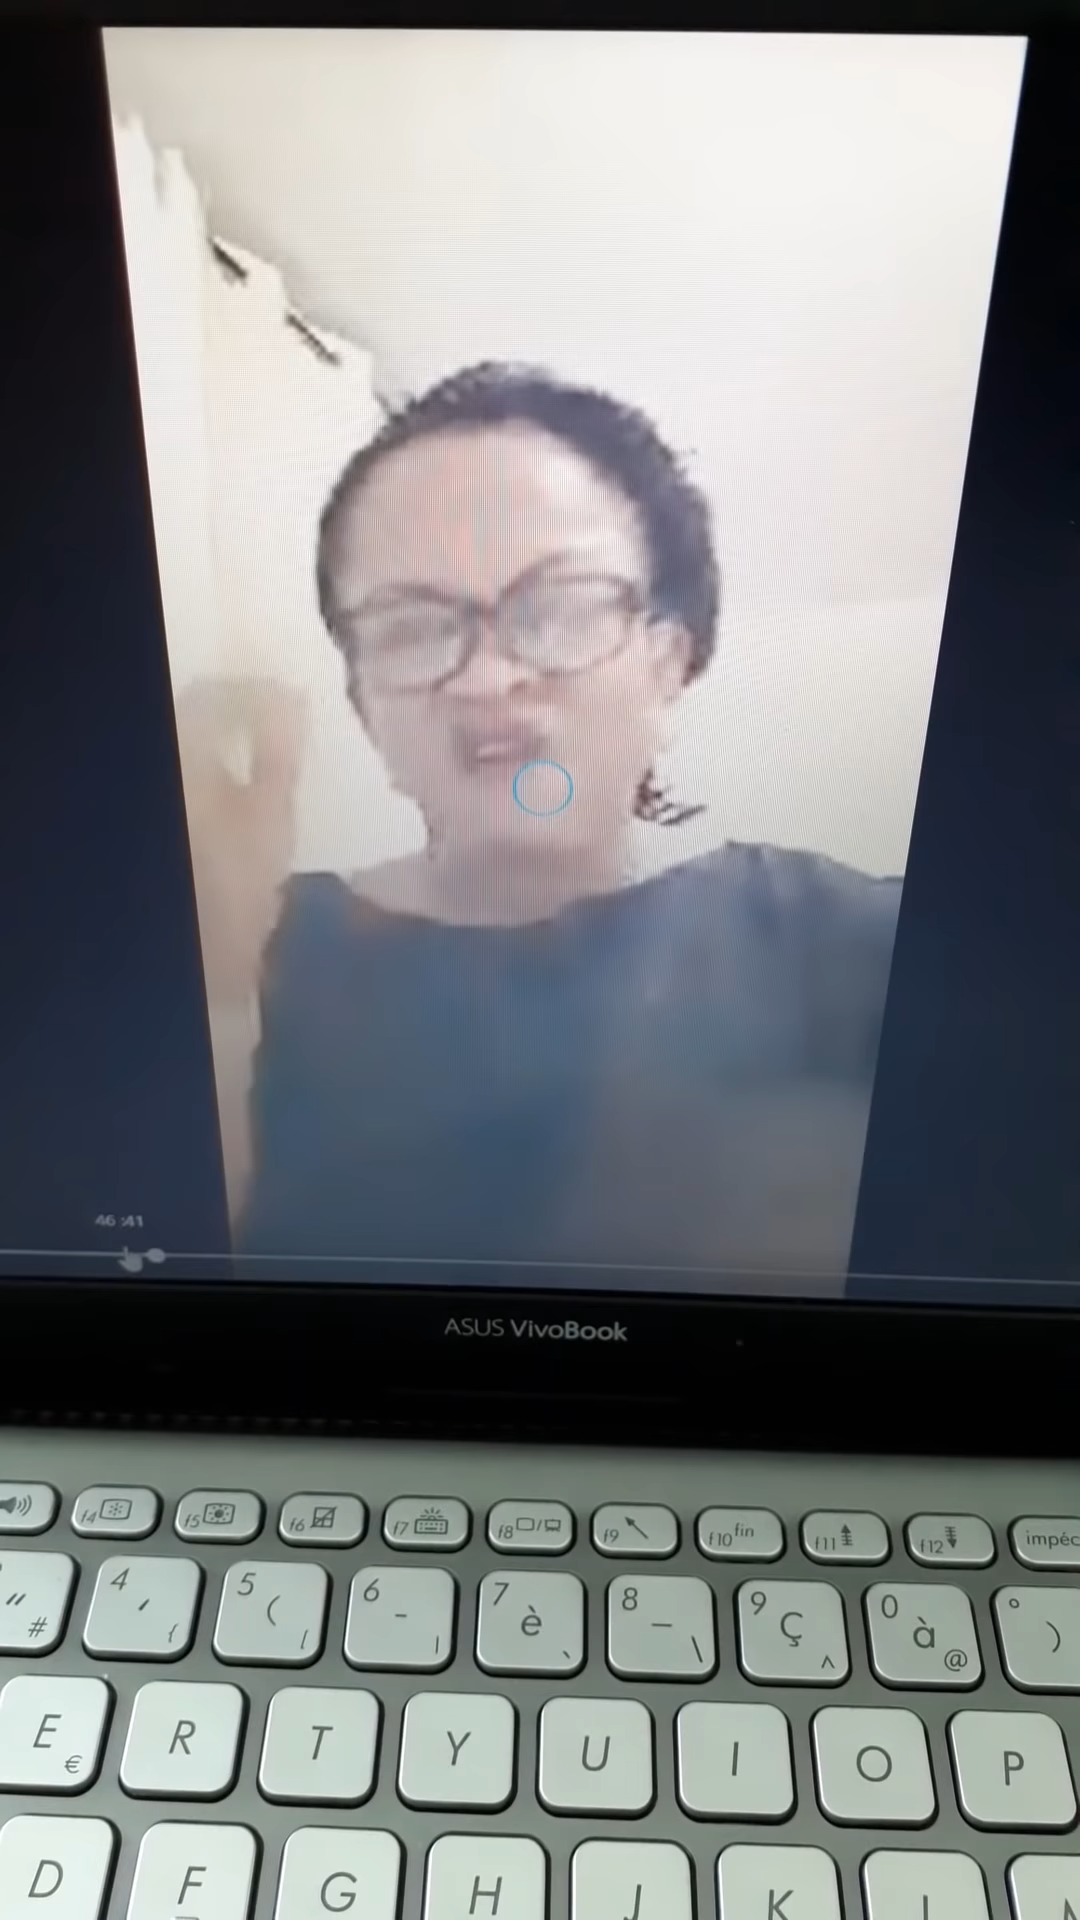 46:41
ASUS VivoBook
f4 f5 f6 f7 f8 f9 f10 fin f11 f12 impéc
" # 4 ' { 5 ( [ 6 - | 7 è ` 8 _ \ 9 ç ^ 0 à @ ° )
E € R T Y U I O P
D F G H J K